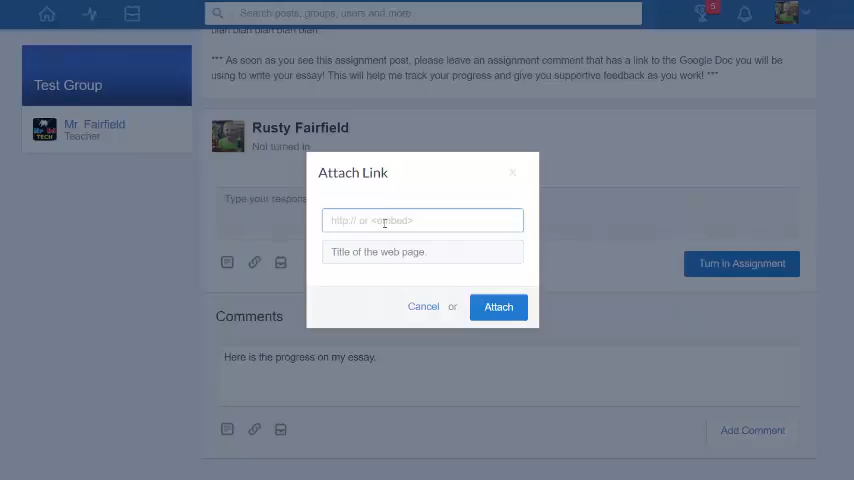 Search posts, groups, users and more
5
blah blah blah blah blah
*** As soon as you see this assignment post, please leave an assignment comment that has a link to the Google Doc you will be
using to write your essay! This will help me track your progress and give you supportive feedback as you work! ***
Test Group
Mr Fairfield
Teacher
Rusty Fairfield
Not turned in
Type your respons
Attach Link
x
http:// or <embed>
Title of the web page.
Cancel or Attach
Turn in Assignment
Comments
Here is the progress on my essay.
Add Comment